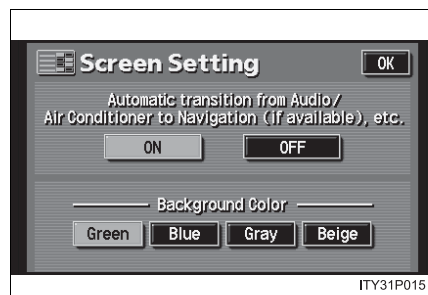 Screen Setting
OK
Automatic transition from Audio/
Air Conditioner to Navigation (if available), etc.
ON OFF
Background Color
Green Blue Gray Beige
ITY31P015